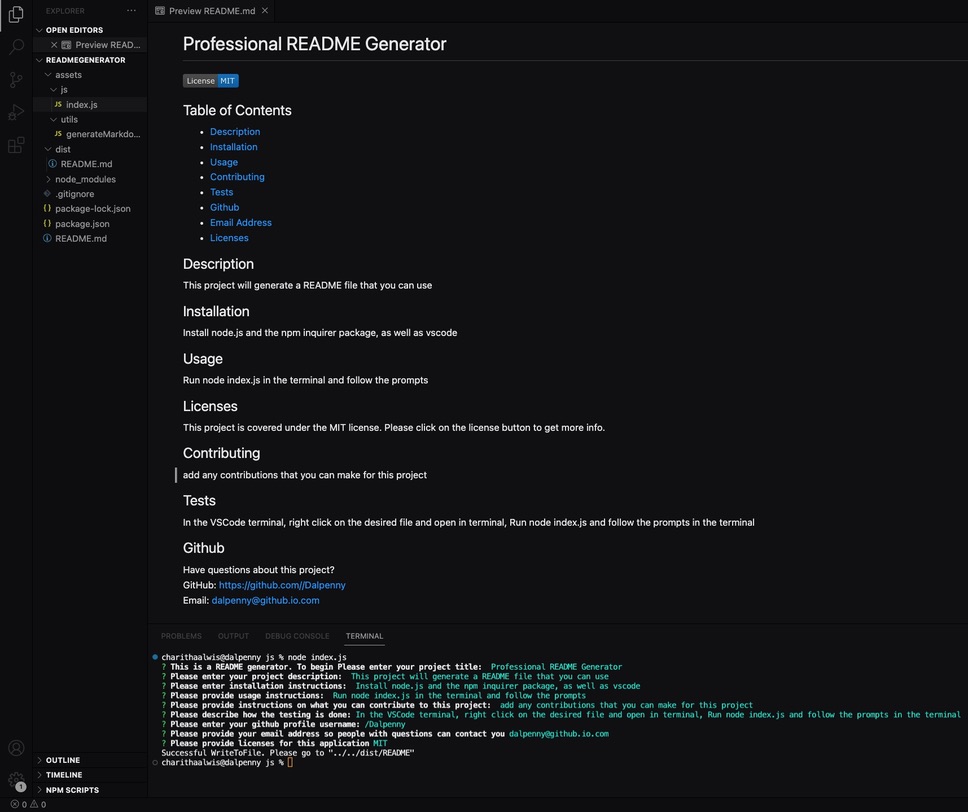 EXPLORER
···
Preview README.md
OPEN EDITORS
Preview READ...
READMEGENERATOR
assets
js
JS index.js
utils
JS generateMarkdo...
dist
README.md
node_modules
.gitignore
{} package-lock.json
{} package.json
README.md
OUTLINE
TIMELINE
NPM SCRIPTS
1
0 0
Professional README Generator
License MIT
Table of Contents
• Description
• Installation
• Usage
• Contributing
• Tests
• Github
• Email Address
• Licenses
Description
This project will generate a README file that you can use
Installation
Install node.js and the npm inquirer package, as well as vscode
Usage
Run node index.js in the terminal and follow the prompts
Licenses
This project is covered under the MIT license. Please click on the license button to get more info.
Contributing
add any contributions that you can make for this project
Tests
In the VSCode terminal, right click on the desired file and open in terminal, Run node index.js and follow the prompts in the terminal
Github
Have questions about this project?
GitHub: https://github.com//Dalpenny
Email: dalpenny@github.io.com
PROBLEMS OUTPUT DEBUG CONSOLE TERMINAL
charithaalwis@dalpenny js % node index.js
? This is a README generator. To begin Please enter your project title: Professional README Generator
? Please enter your project description: This project will generate a README file that you can use
? Please enter installation instructions: Install node.js and the npm inquirer package, as well as vscode
? Please provide usage instructions: Run node index.js in the terminal and follow the prompts
? Please provide instructions on what you can contribute to this project: add any contributions that you can make for this project
? Please describe how the testing is done: In the VSCode terminal, right click on the desired file and open in terminal, Run node index.js and follow the prompts in the terminal
? Please enter your github profile username: /Dalpenny
? Please provide your email address so people with questions can contact you dalpenny@github.io.com
? Please provide licenses for this application MIT
Successful WriteToFile. Please go to "../../dist/README"
charithaalwis@dalpenny js %